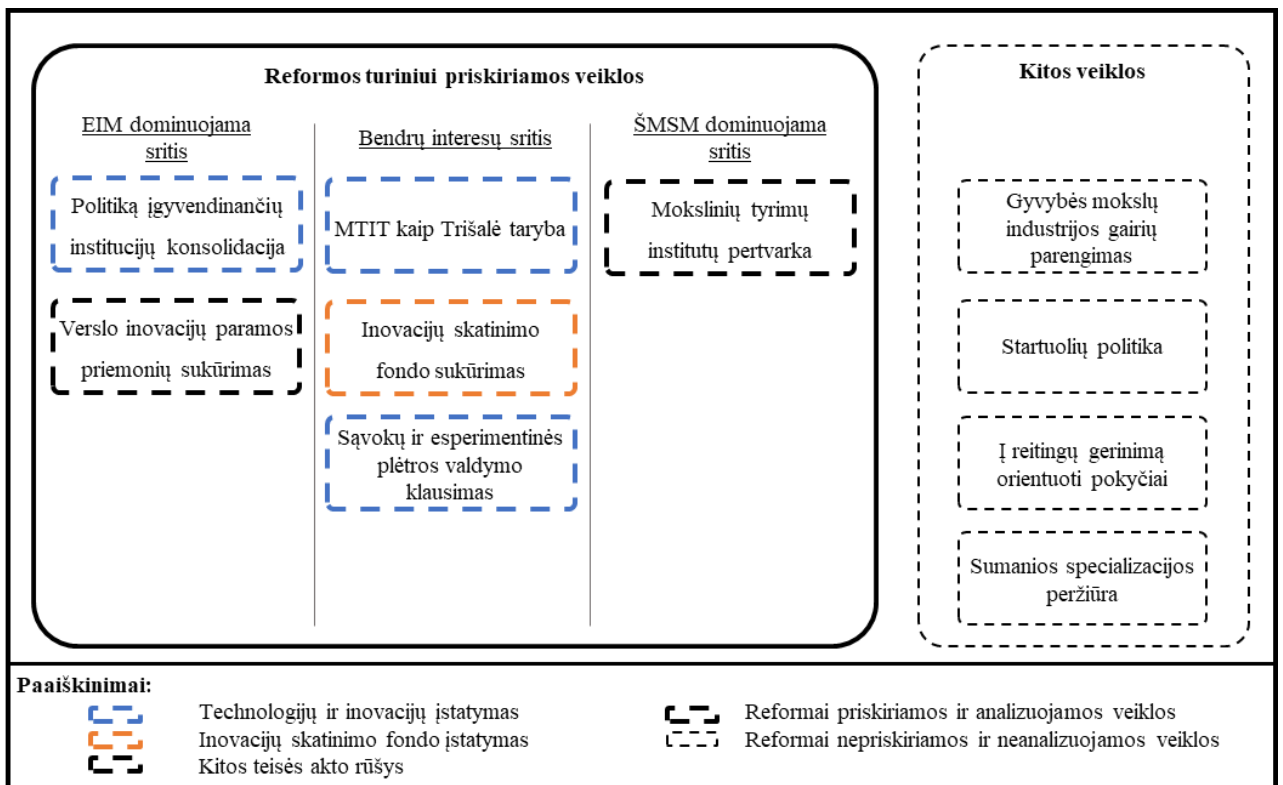 Reformos turiniui priskiriamos veiklos
EIM dominuojama
sritis
Politiką įgyvendinančių
institucijų konsolidacija
Verslo inovacijų paramos
priemonių sukūrimas
Bendrų interesų sritis
MTIT kaip Trišalė taryba
Inovacijų skatinimo
fondo sukūrimas
Sąvokų ir esperimentinės
plėtros valdymo
klausimas
ŠMSM dominuojama
sritis
Mokslinių tyrimų
institutų pertvarka
Kitos veiklos
Gyvybės mokslų
industrijos gairių
parengimas
Startuolių politika
Į reitingų gerinimą
orientuoti pokyčiai
Sumanios specializacijos
peržiūra
Paaiškinimai:
Technologijų ir inovacijų įstatymas
Inovacijų skatinimo fondo įstatymas
Kitos teisės akto rūšys
Reformai priskiriamos ir analizuojamos veiklos
Reformai nepriskiriamos ir neanalizuojamos veiklos